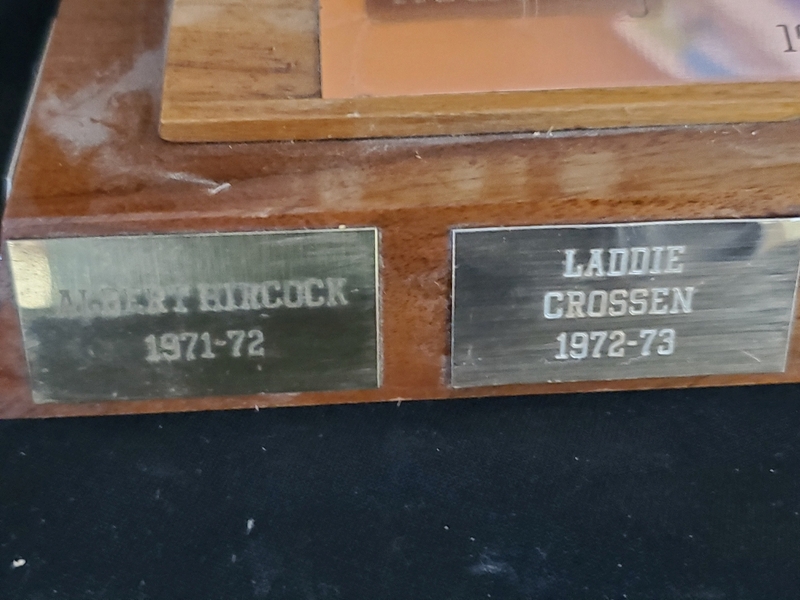 ALBERT HIRCOCK
1971-72
LADDIE
CROSSEN
1972-73